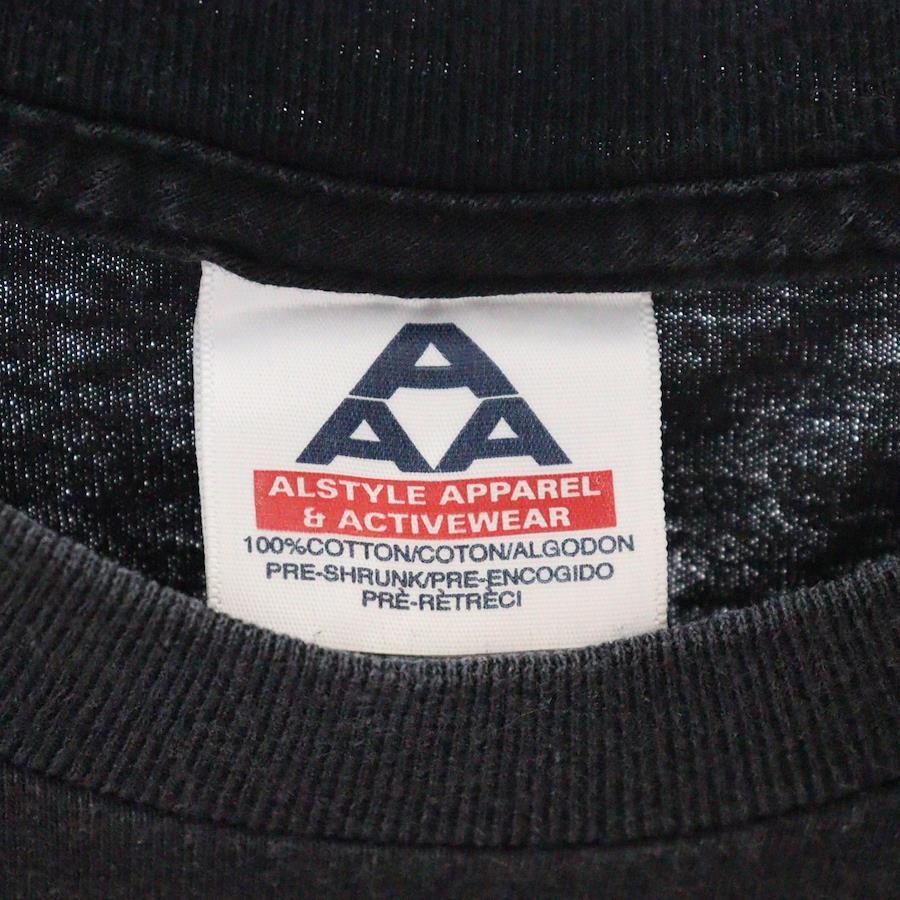 A
A A
ALSTYLE APPAREL
& ACTIVEWEAR
100%COTTON/COTON/ALGODON
PRE-SHRUNK/PRE-ENCOGIDO
PRÈ-RÈTRÈCI